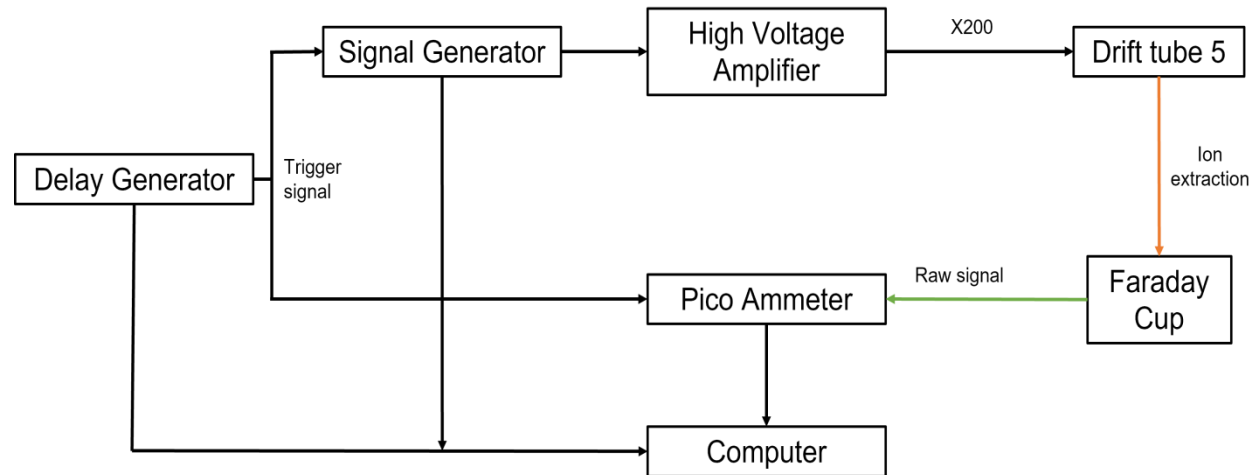 Signal Generator
High Voltage
Amplifier
X200
Drift tube 5
Delay Generator
Trigger
signal
Ion
extraction
Pico Ammeter
Raw signal
Faraday
Cup
Computer